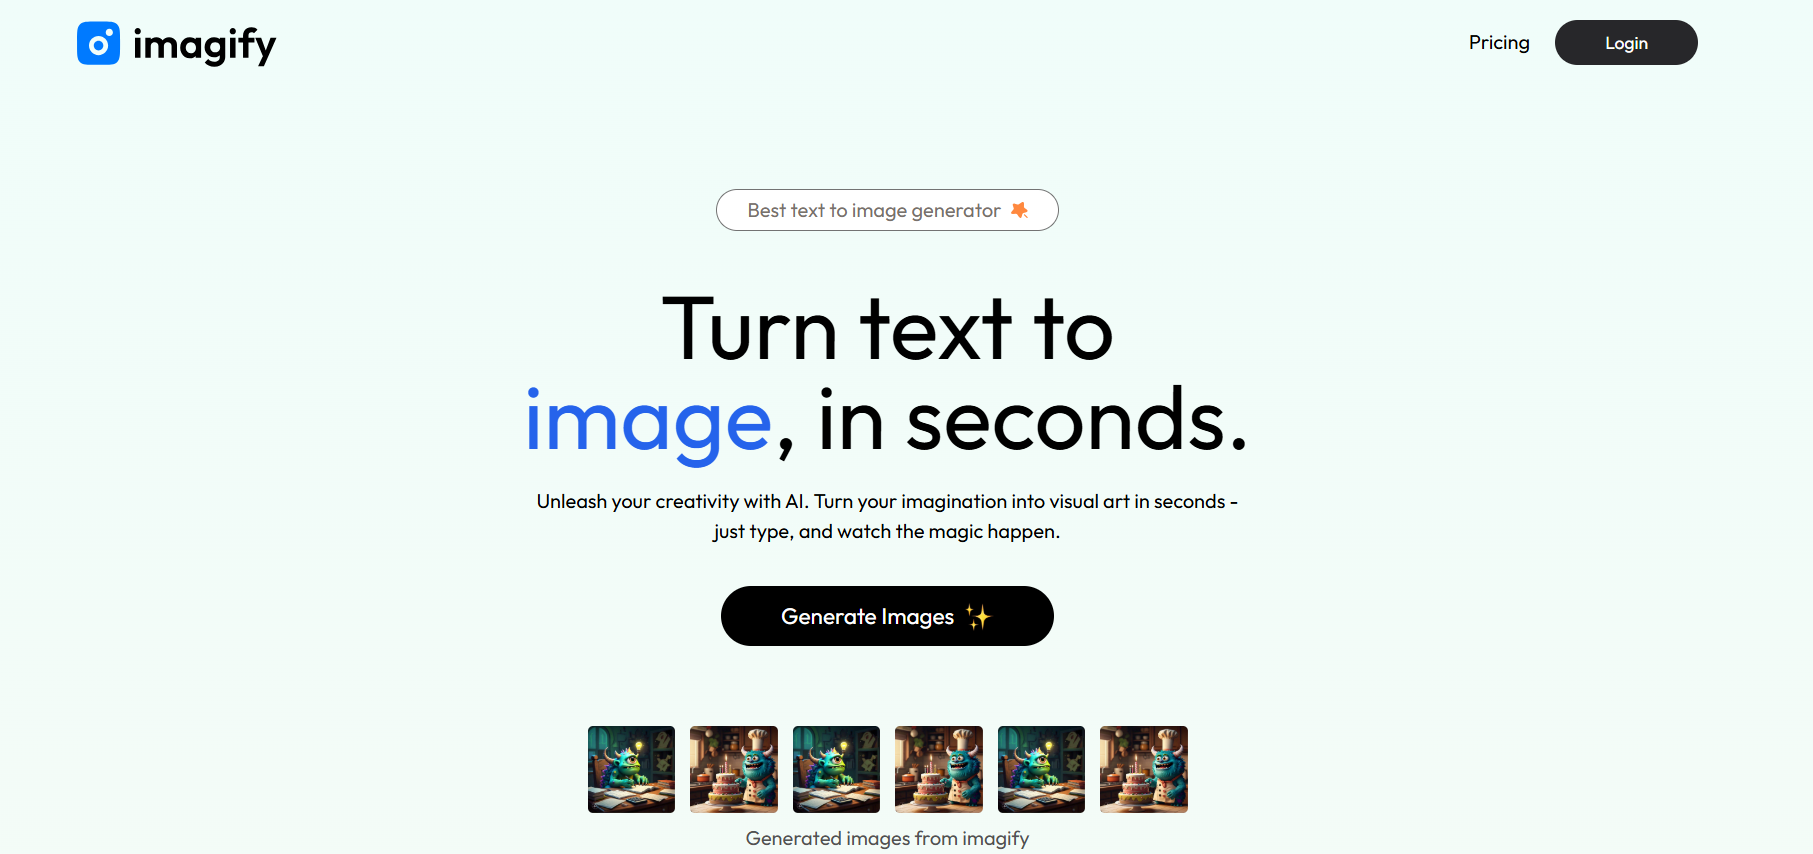 imagify
Pricing
Login
Best text to image generator
Turn text to
image, in seconds.
Unleash your creativity with AI. Turn your imagination into visual art in seconds -
just type, and watch the magic happen.
Generate Images
Generated images from imagify